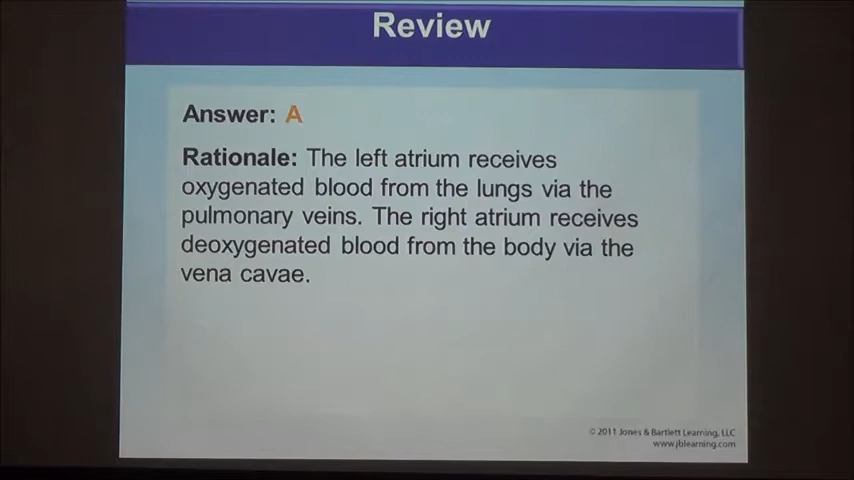 Review
Answer: A
Rationale: The left atrium receives
oxygenated blood from the lungs via the
pulmonary veins. The right atrium receives
deoxygenated blood from the body via the
vena cavae.
© 2011 Jones & Bartlett Learning, LLC
www.jblearning.com